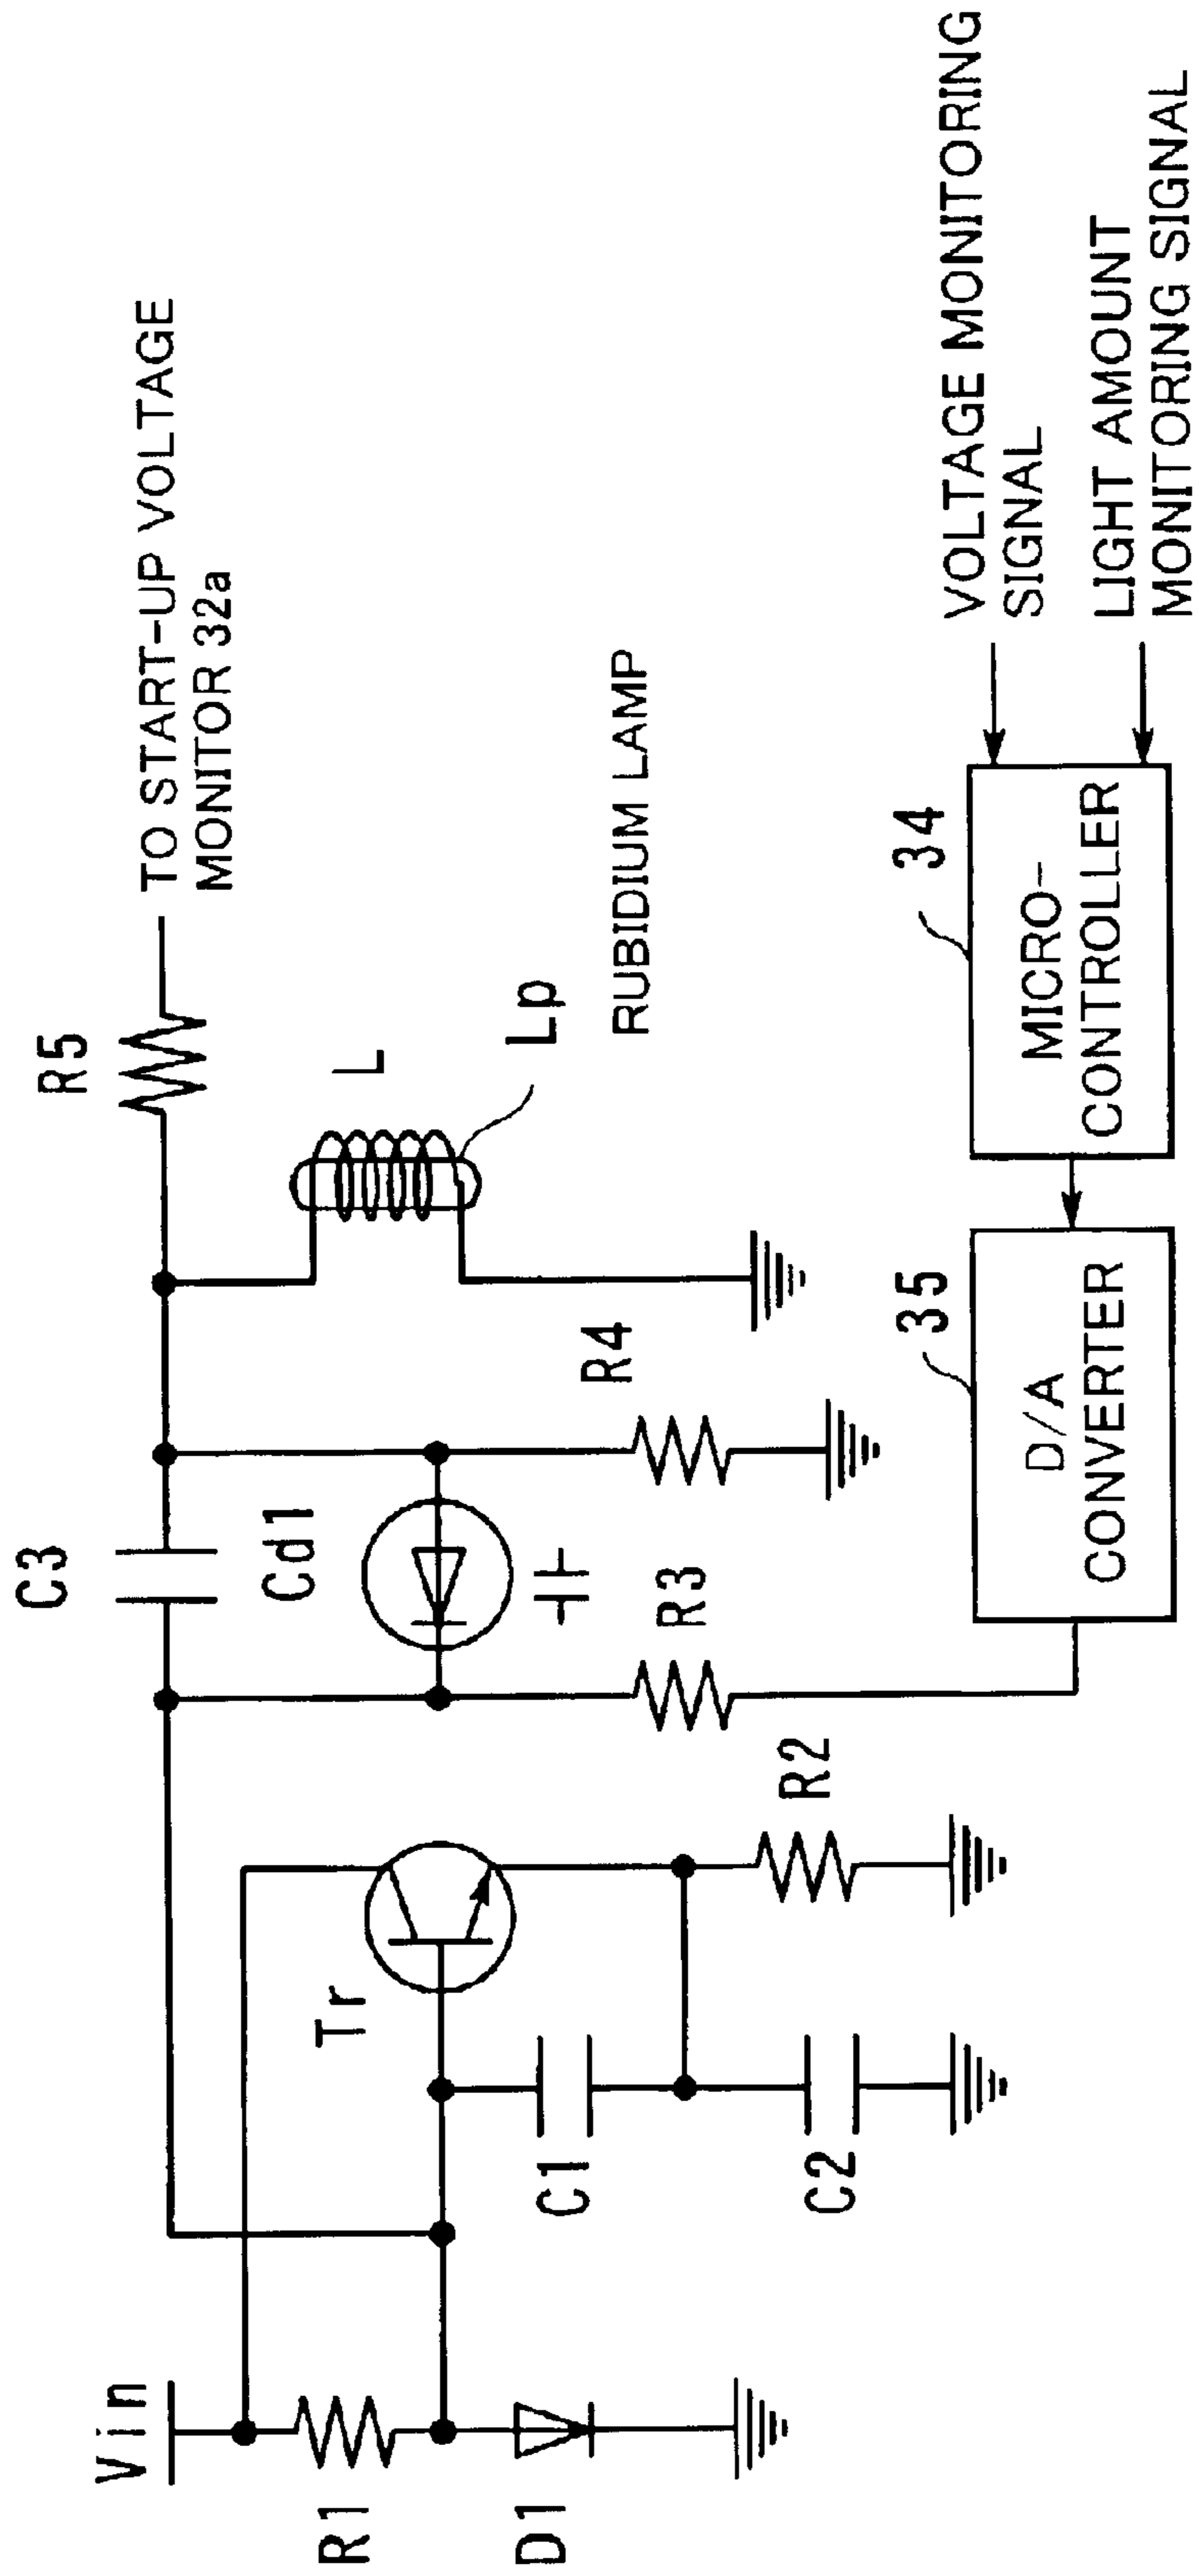 Vin
R1
D1
Tr
C1
C2
R2
C3
Cd1
R3
R4
R5
L
Lp
TO START-UP VOLTAGE
MONITOR 32a
RUBIDIUM LAMP
35
D/A
CONVERTER
34
MICRO-
CONTROLLER
VOLTAGE MONITORING
SIGNAL
LIGHT AMOUNT
MONITORING SIGNAL